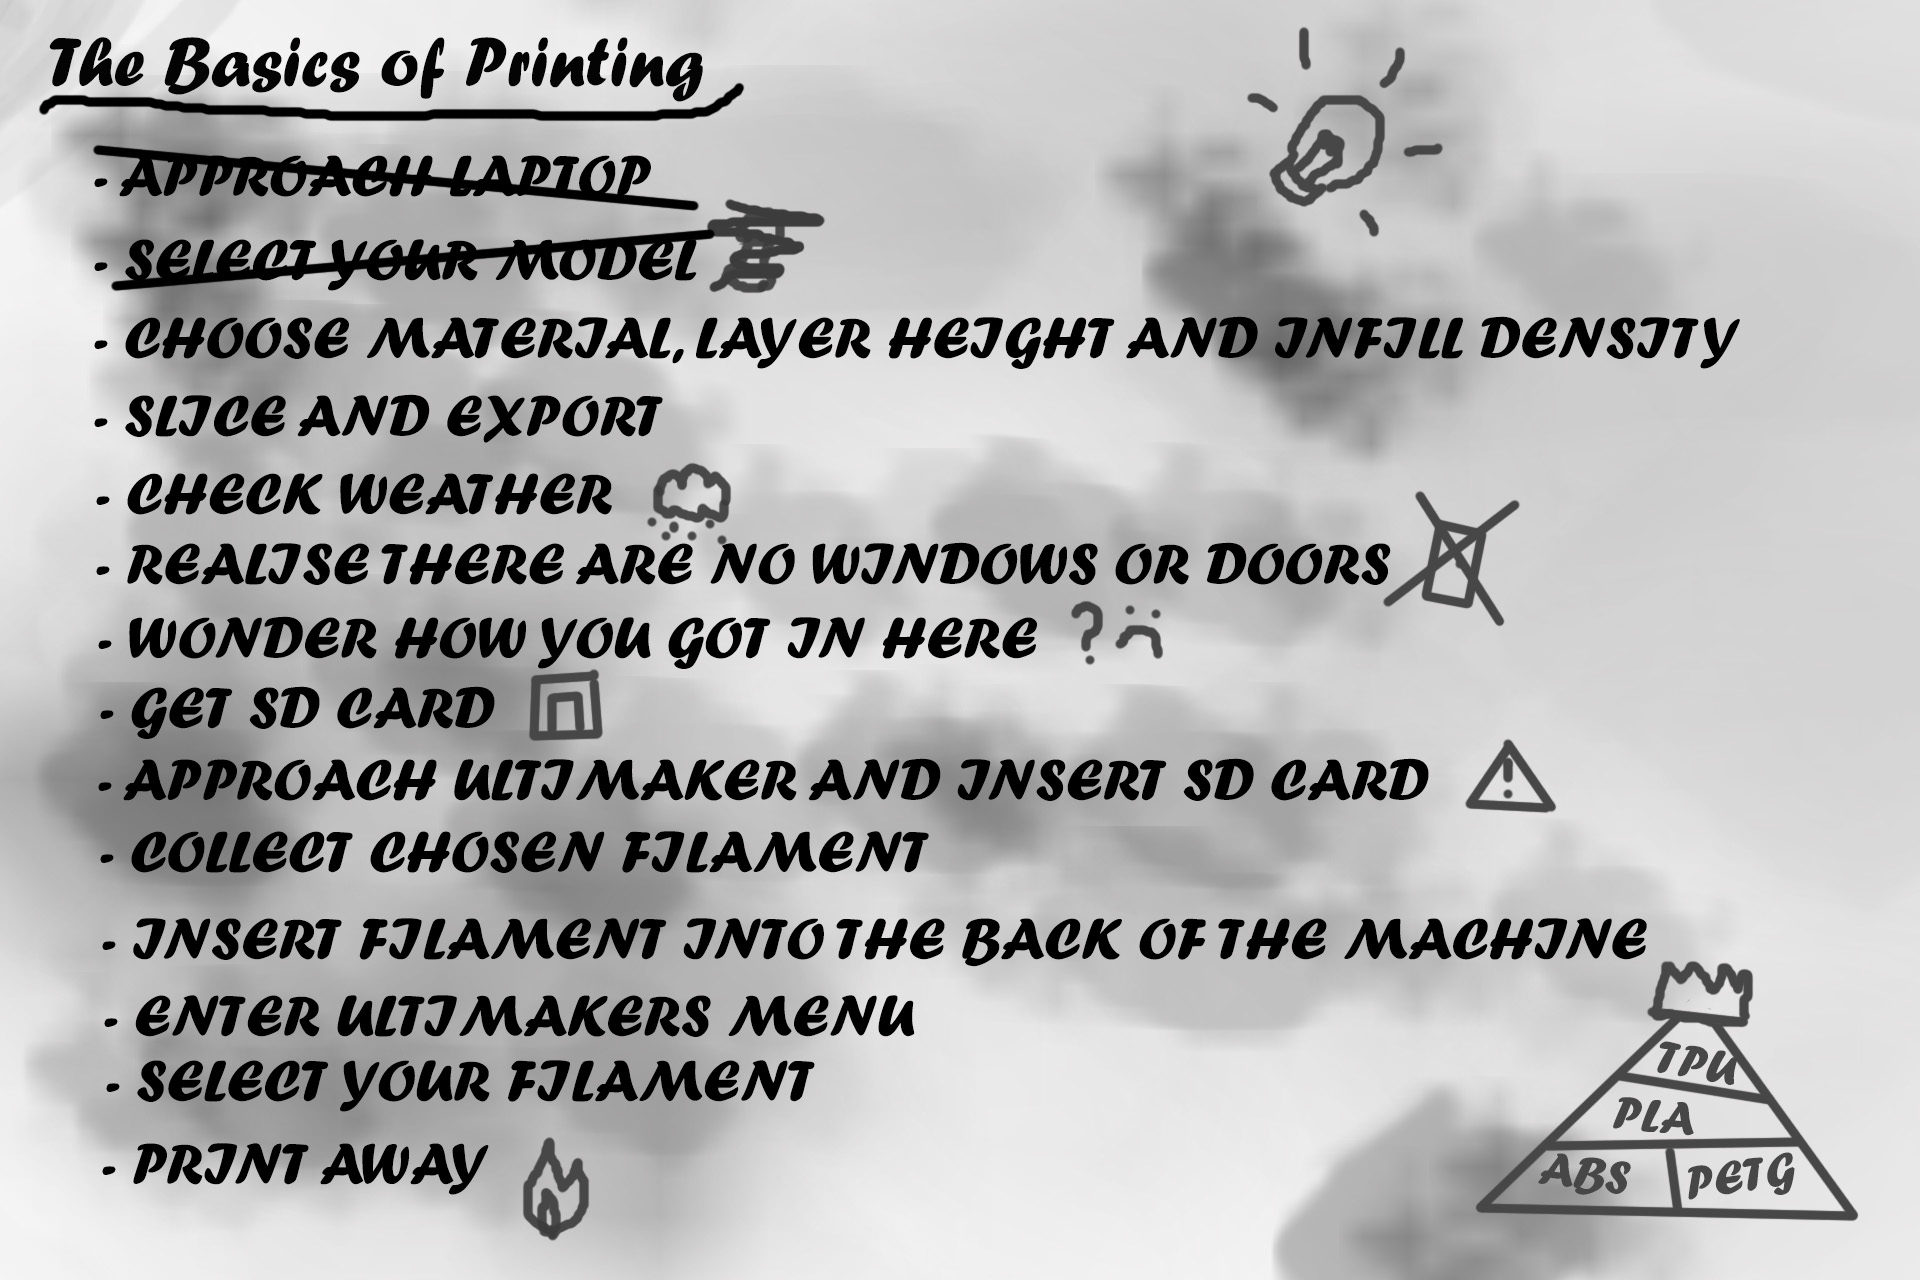 The Basics of Printing
- APPROACH LAPTOP
- SELECT YOUR MODEL
- CHOOSE MATERIAL, LAYER HEIGHT AND INFILL DENSITY
- SLICE AND EXPORT
- CHECK WEATHER
- REALISE THERE ARE NO WINDOWS OR DOORS
- WONDER HOW YOU GOT IN HERE ?
- GET SD CARD
- APPROACH ULTIMAKER AND INSERT SD CARD !
- COLLECT CHOSEN FILAMENT
- INSERT FILAMENT INTO THE BACK OF THE MACHINE
- ENTER ULTIMAKERS MENU
- SELECT YOUR FILAMENT
- PRINT AWAY
TPU
PLA
ABS PETG